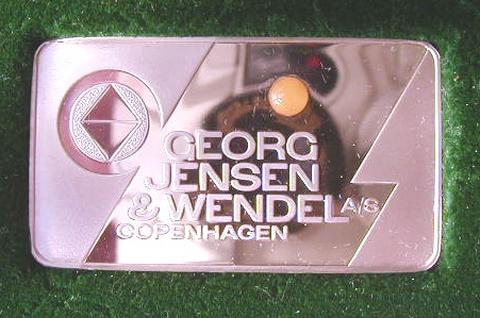 GEORG
JENSEN
& WENDEL A/S
COPENHAGEN